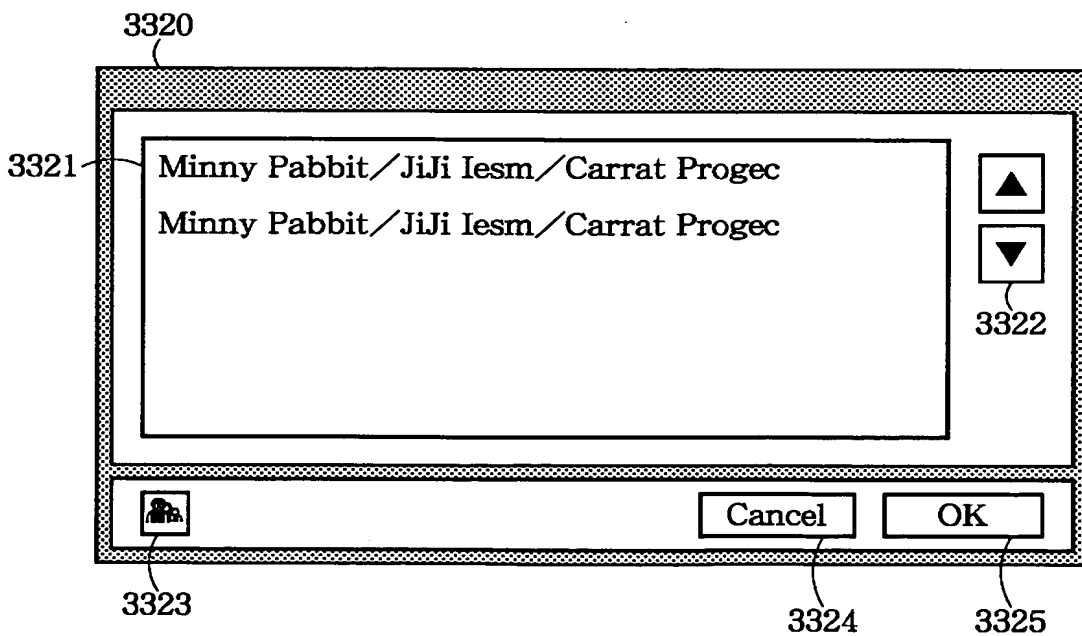 3320
3321
Minny Pabbit／JiJi Iesm／Carrat Progec
Minny Pabbit／JiJi Iesm／Carrat Progec
3322
Cancel
OK
3323
3324
3325